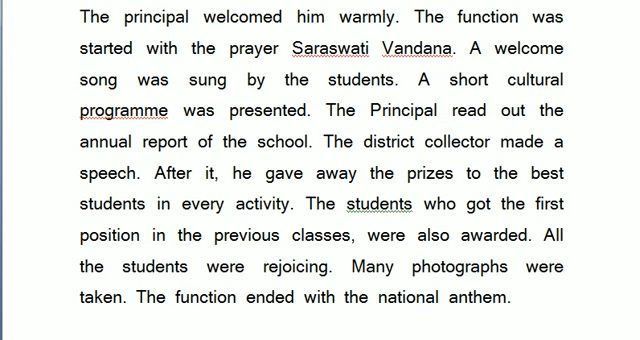 The principal welcomed him warmly. The function was
started with the prayer Saraswati Vandana. A welcome
song was sung by the students. A short cultural
programme was presented. The Principal read out the
annual report of the school. The district collector made a
speech. After it, he gave away the prizes to the best
students in every activity. The students who got the first
position in the previous classes, were also awarded. All
the students were rejoicing. Many photographs were
taken. The function ended with the national anthem.